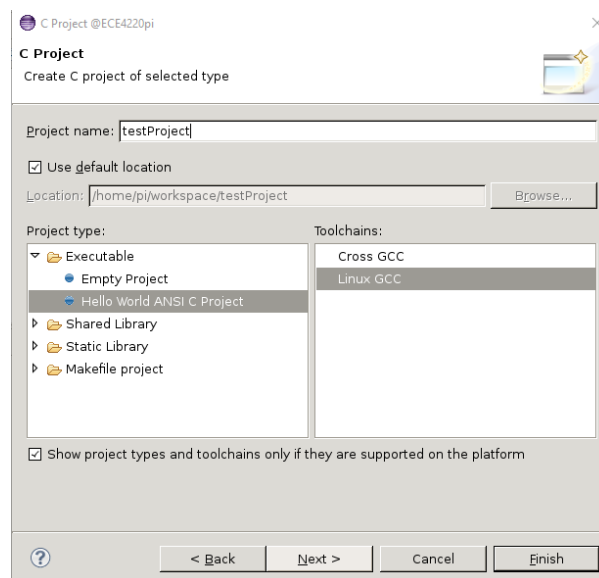 C Project @ECE4220pi
C Project
Create C project of selected type
Project name: testProject
Use default location
Location: /home/pi/workspace/testProject Browse...
Project type: Toolchains:
Executable Cross GCC
Empty Project Linux GCC
Hello World ANSI C Project
Shared Library
Static Library
Makefile project
Show project types and toolchains only if they are supported on the platform
? < Back Next > Cancel Finish